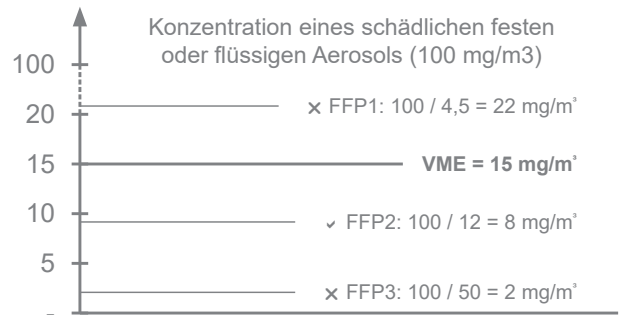 Konzentration eines schädlichen festen
oder flüssigen Aerosols (100 mg/m3)
100
× FFP1: 100 / 4,5 = 22 mg/m³
20
15
VME = 15 mg/m³
10
✓ FFP2: 100 / 12 = 8 mg/m³
5
× FFP3: 100 / 50 = 2 mg/m³